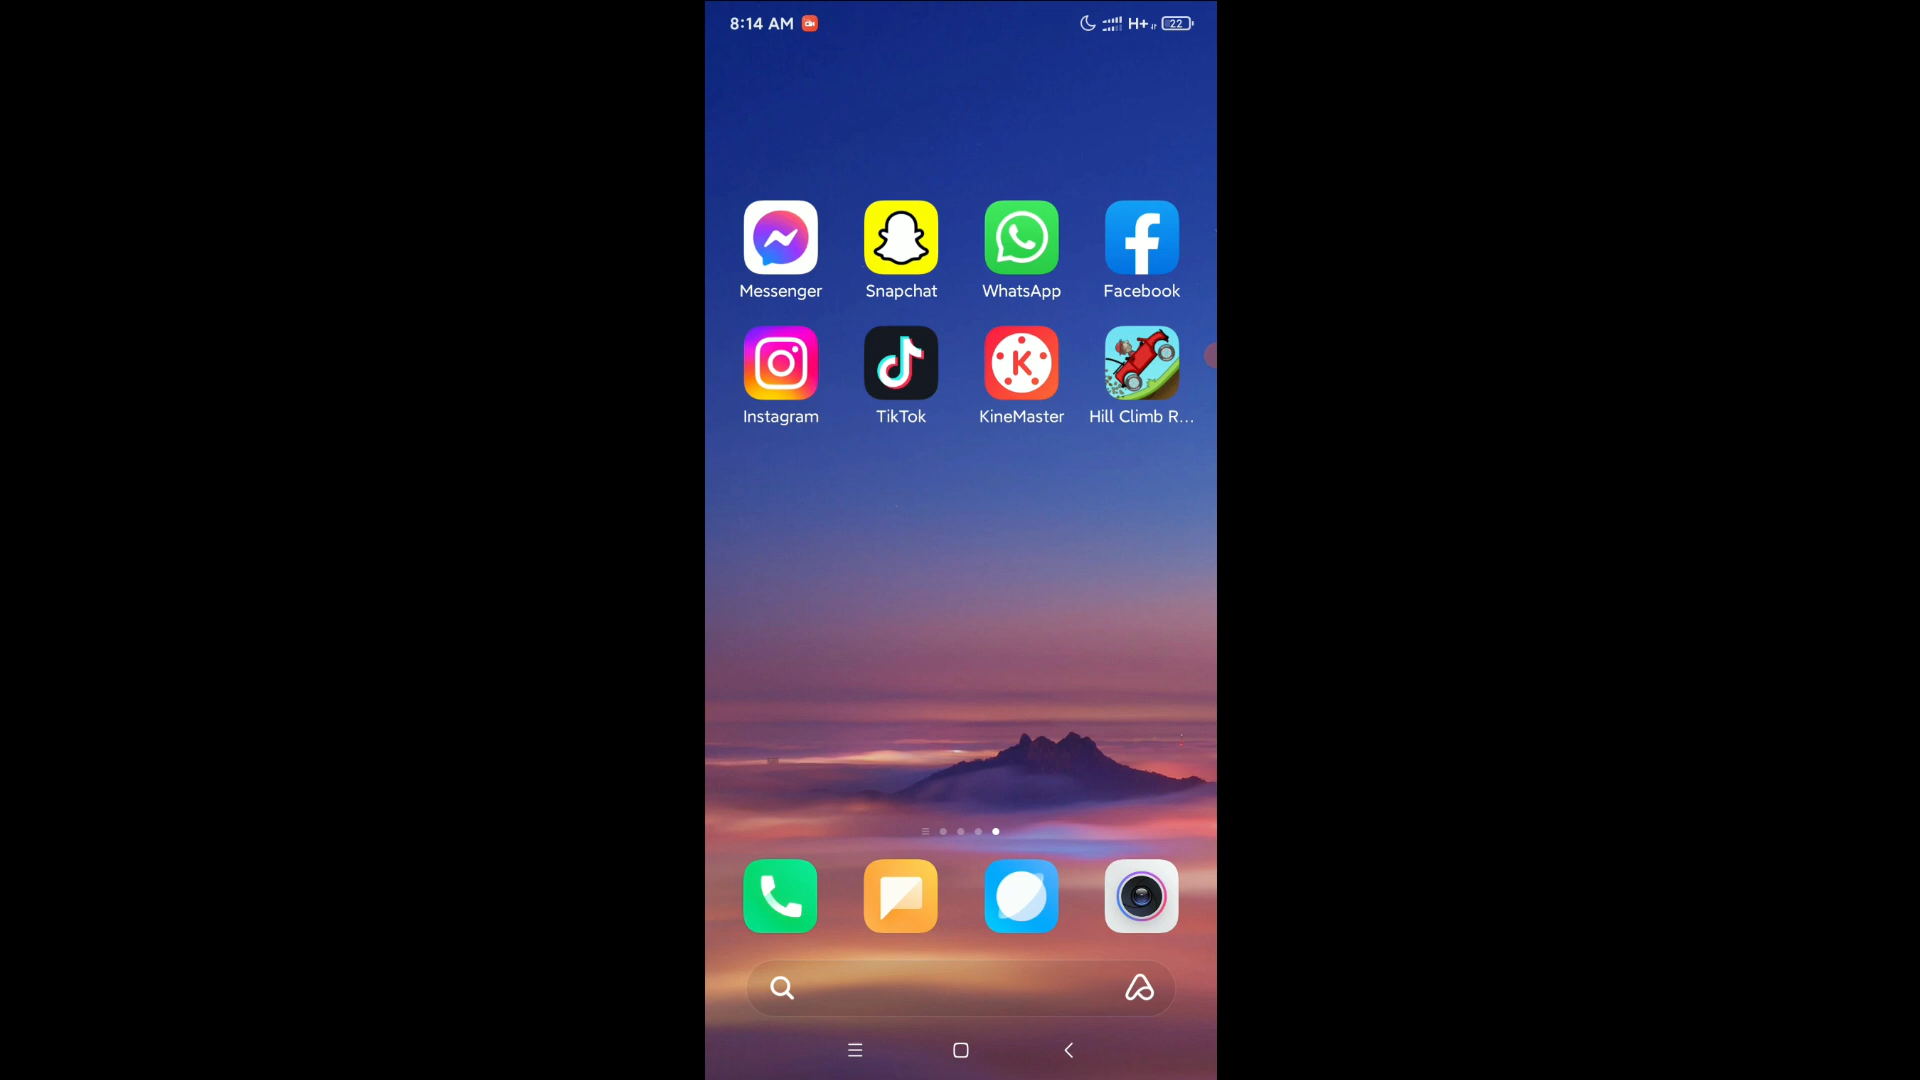 8:14 AM H+ 22
Messenger Snapchat WhatsApp Facebook
Instagram TikTok KineMaster Hill Climb R...